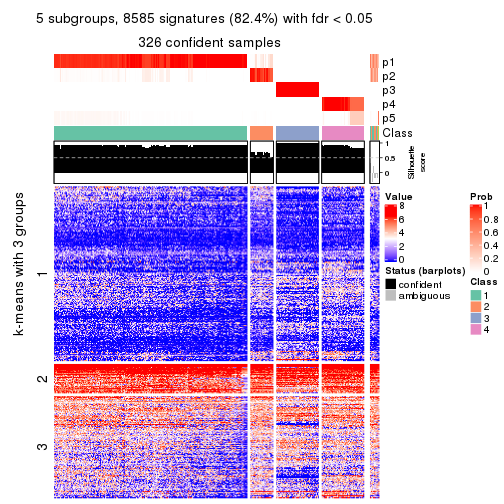 5 subgroups, 8585 signatures (82.4%) with fdr < 0.05
326 confident samples
p1
p2
p3
p4
p5
Class
1
0.5
0
Silhouette
score
k-means with 3 groups
1
2
3
Value
8
6
4
2
0
Status (barplots)
confident
ambiguous
Prob
1
0.8
0.6
0.4
0.2
0
Class
1
2
3
4